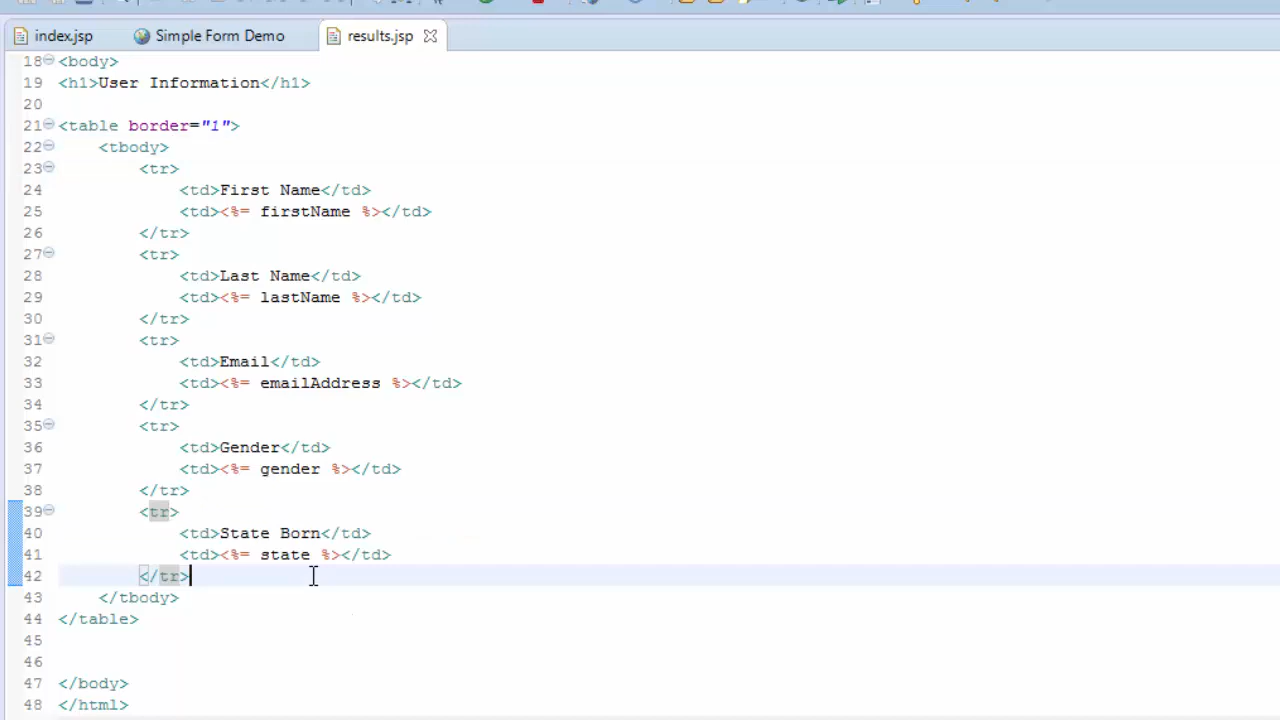 index.jsp Simple Form Demo results.jsp
18 <body>
19 <h1>User Information</h1>
20
21 <table border="1">
22     <tbody>
23         <tr>
24             <td>First Name</td>
25             <td><%= firstName %></td>
26         </tr>
27         <tr>
28             <td>Last Name</td>
29             <td><%= lastName %></td>
30         </tr>
31         <tr>
32             <td>Email</td>
33             <td><%= emailAddress %></td>
34         </tr>
35         <tr>
36             <td>Gender</td>
37             <td><%= gender %></td>
38         </tr>
39         <tr>
40             <td>State Born</td>
41             <td><%= state %></td>
42         </tr>
43     </tbody>
44 </table>
45
46
47 </body>
48 </html>